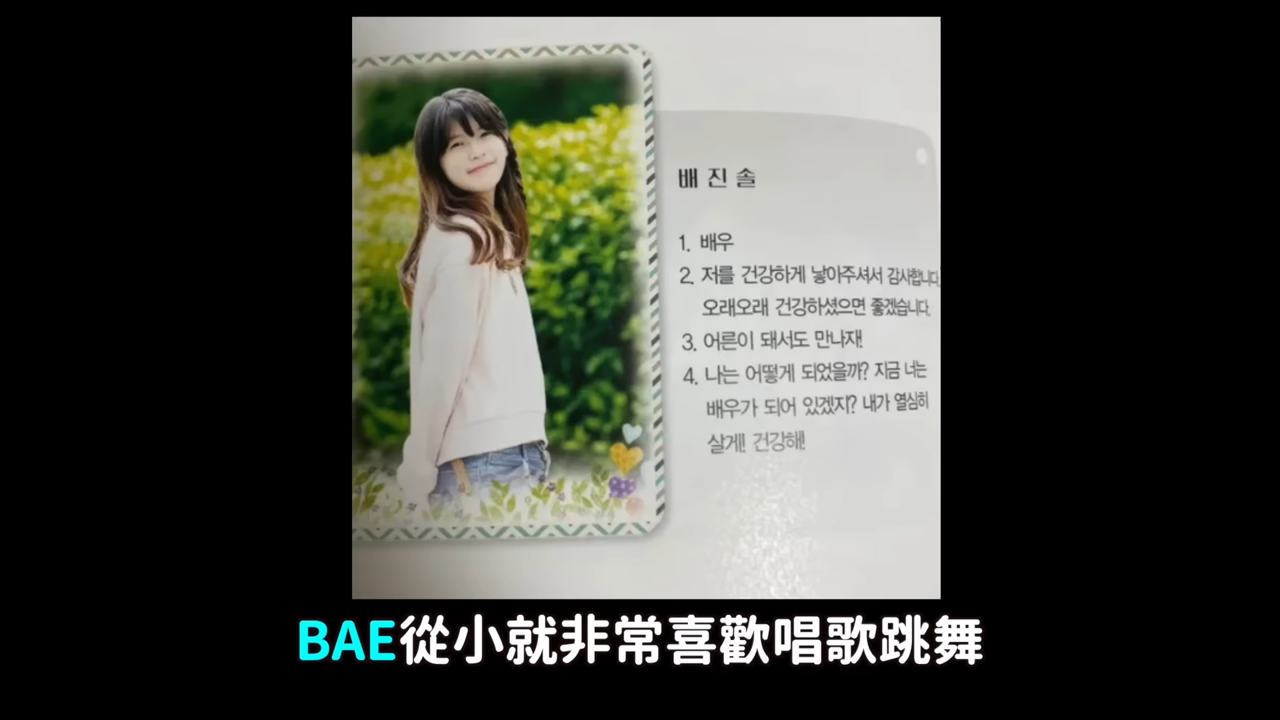 배진솔
1. 배우
2. 저를 건강하게 낳아주셔서 감사합니다.
오래오래 건강하셨으면 좋겠습니다.
3. 어른이 돼서도 만나자!
4. 나는 어떻게 되었을까? 지금 너는
배우가 되어 있겠지? 내가 열심히
살게! 건강해!
BAE從小就非常喜歡唱歌跳舞